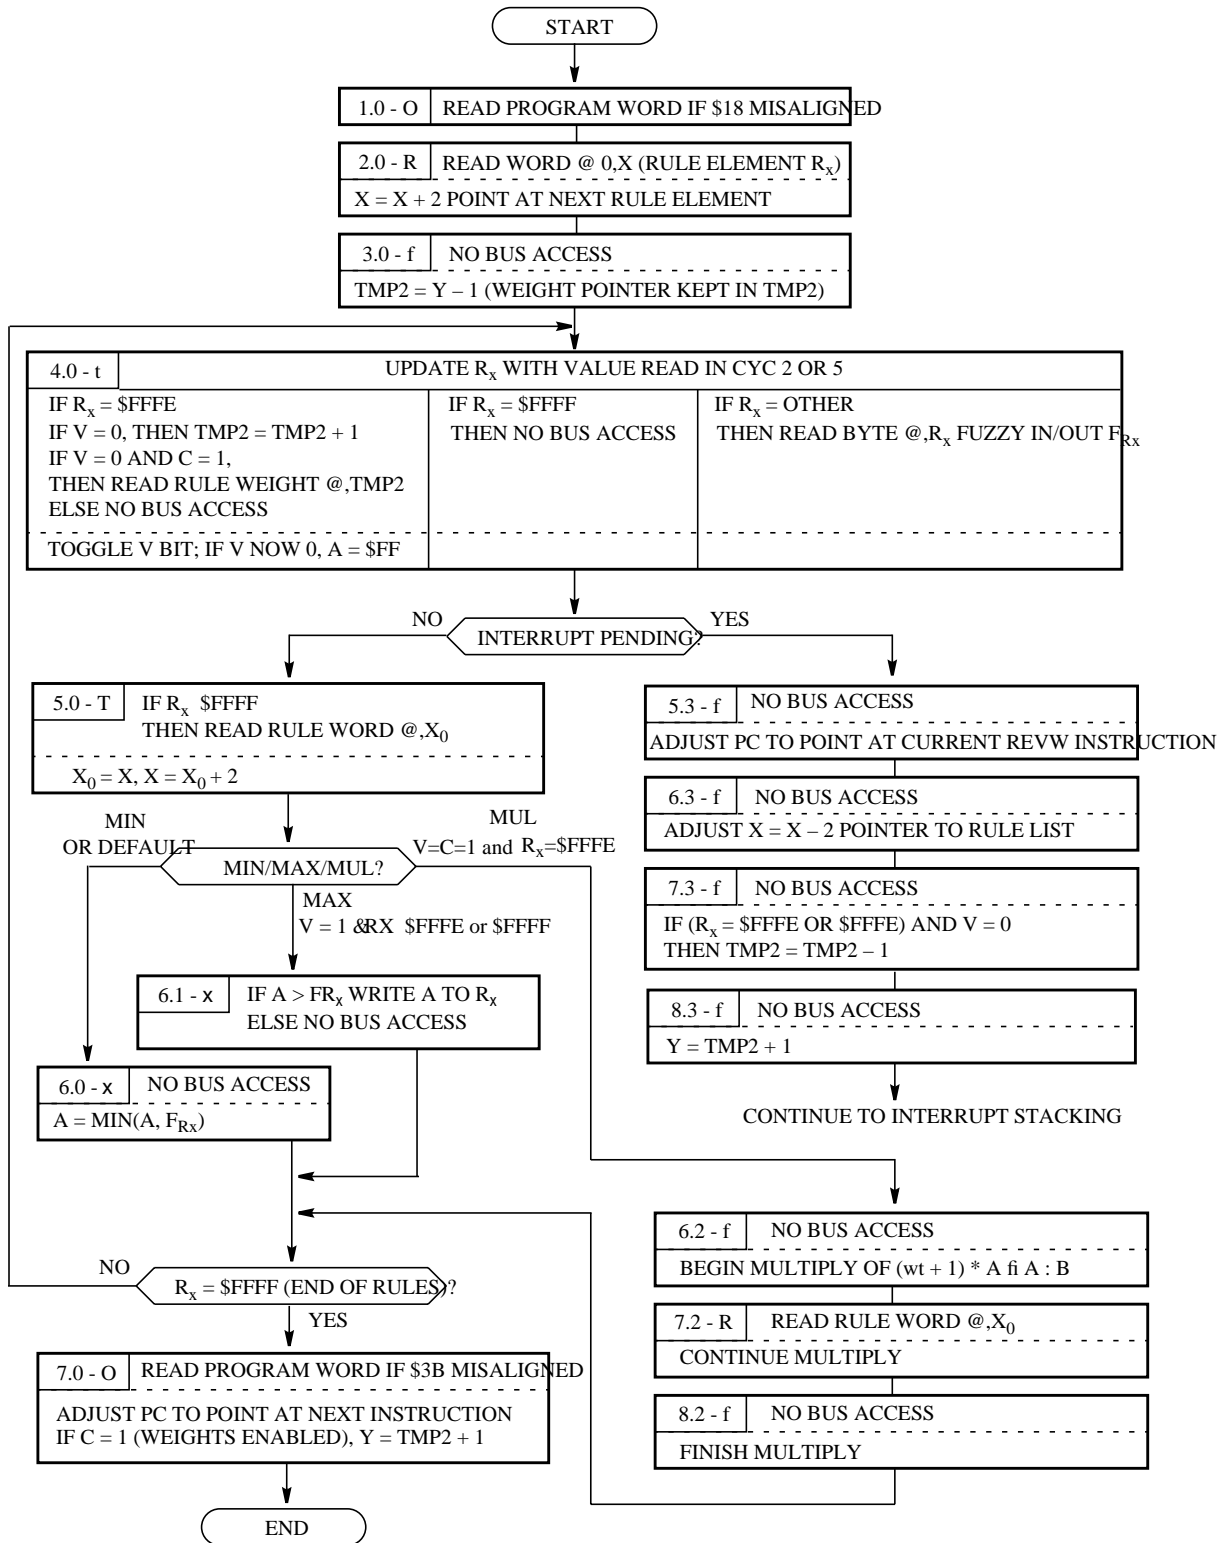 START
1.0 - O READ PROGRAM WORD IF $18 MISALIGNED
2.0 - R READ WORD @ 0,X (RULE ELEMENT Rx)
X = X + 2 POINT AT NEXT RULE ELEMENT
3.0 - f NO BUS ACCESS
TMP2 = Y – 1 (WEIGHT POINTER KEPT IN TMP2)
4.0 - t UPDATE Rx WITH VALUE READ IN CYC 2 OR 5
IF Rx = $FFFE
IF V = 0, THEN TMP2 = TMP2 + 1
IF V = 0 AND C = 1,
THEN READ RULE WEIGHT @,TMP2
ELSE NO BUS ACCESS
TOGGLE V BIT; IF V NOW 0, A = $FF
IF Rx = $FFFF
THEN NO BUS ACCESS
IF Rx = OTHER
THEN READ BYTE @,Rx FUZZY IN/OUT FRx
INTERRUPT PENDING?
NO
YES
5.0 - T IF Rx $FFFF
THEN READ RULE WORD @,X0
X0 = X, X = X0 + 2
MIN
OR DEFAULT
MIN/MAX/MUL?
MUL
V=C=1 and Rx=$FFFE
MAX
V = 1 &RX $FFFE or $FFFF
6.1 - x IF A > FRx WRITE A TO Rx
ELSE NO BUS ACCESS
6.0 - x NO BUS ACCESS
A = MIN(A, FRx)
5.3 - f NO BUS ACCESS
ADJUST PC TO POINT AT CURRENT REVW INSTRUCTION
6.3 - f NO BUS ACCESS
ADJUST X = X – 2 POINTER TO RULE LIST
7.3 - f NO BUS ACCESS
IF (Rx = $FFFE OR $FFFE) AND V = 0
THEN TMP2 = TMP2 – 1
8.3 - f NO BUS ACCESS
Y = TMP2 + 1
CONTINUE TO INTERRUPT STACKING
6.2 - f NO BUS ACCESS
BEGIN MULTIPLY OF (wt + 1) * A fi A : B
7.2 - R READ RULE WORD @,X0
CONTINUE MULTIPLY
8.2 - f NO BUS ACCESS
FINISH MULTIPLY
NO
Rx = $FFFF (END OF RULES)?
YES
7.0 - O READ PROGRAM WORD IF $3B MISALIGNED
ADJUST PC TO POINT AT NEXT INSTRUCTION
IF C = 1 (WEIGHTS ENABLED), Y = TMP2 + 1
END